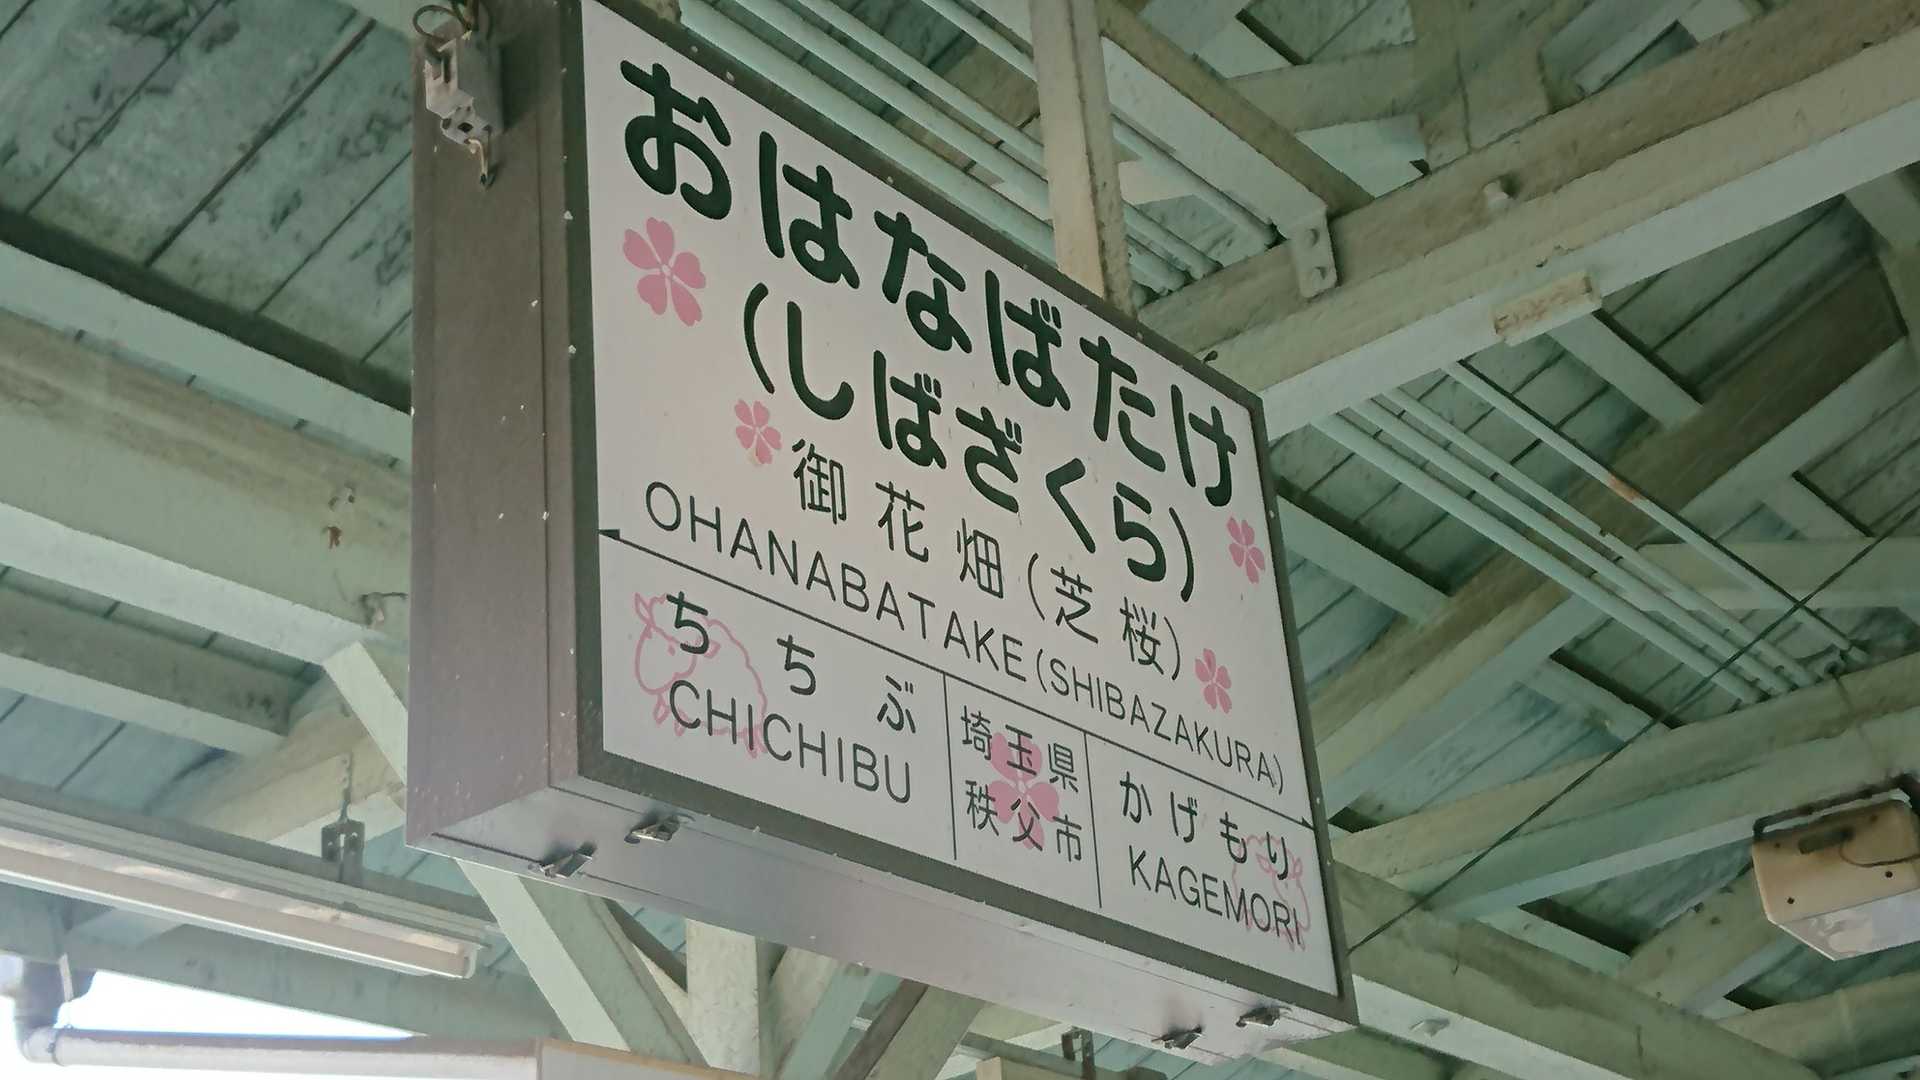 おはなばたけ
(しばざくら)
御花畑(芝桜)
OHANABATAKE(SHIBAZAKURA)
ちちぶ
CHICHIBU
埼玉県
秩父市
かげもり
KAGEMORI